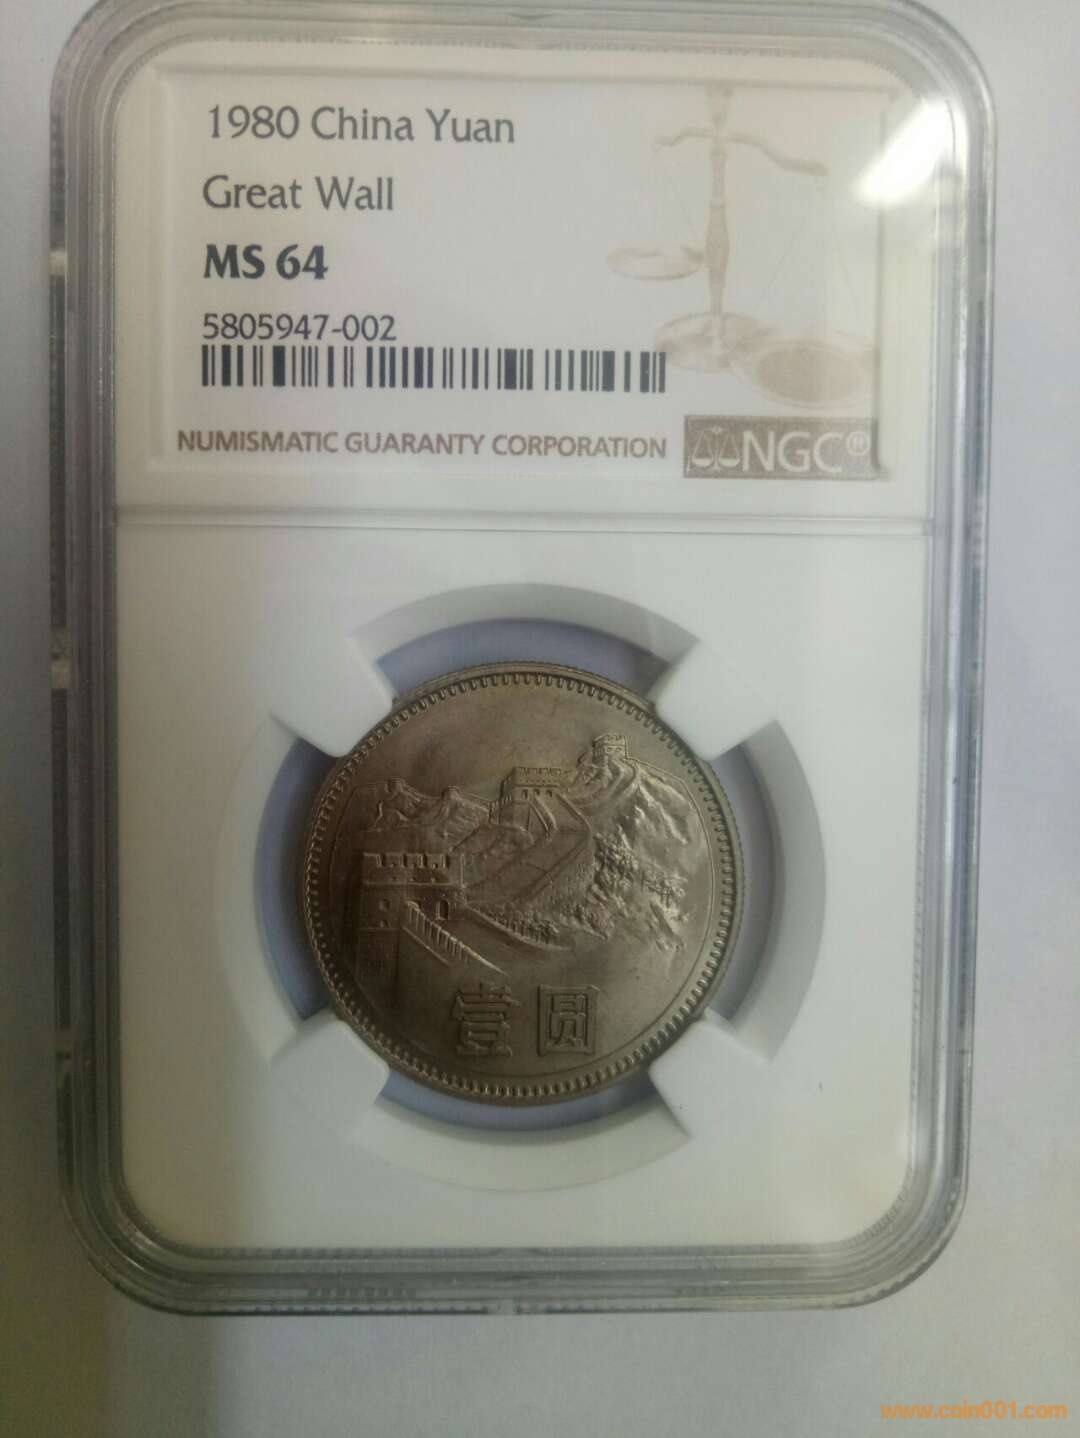 1980 China Yuan
Great Wall
MS 64
5805947-002
NUMISMATIC GUARANTY CORPORATION NGC®
壹圆
www.coin001.com